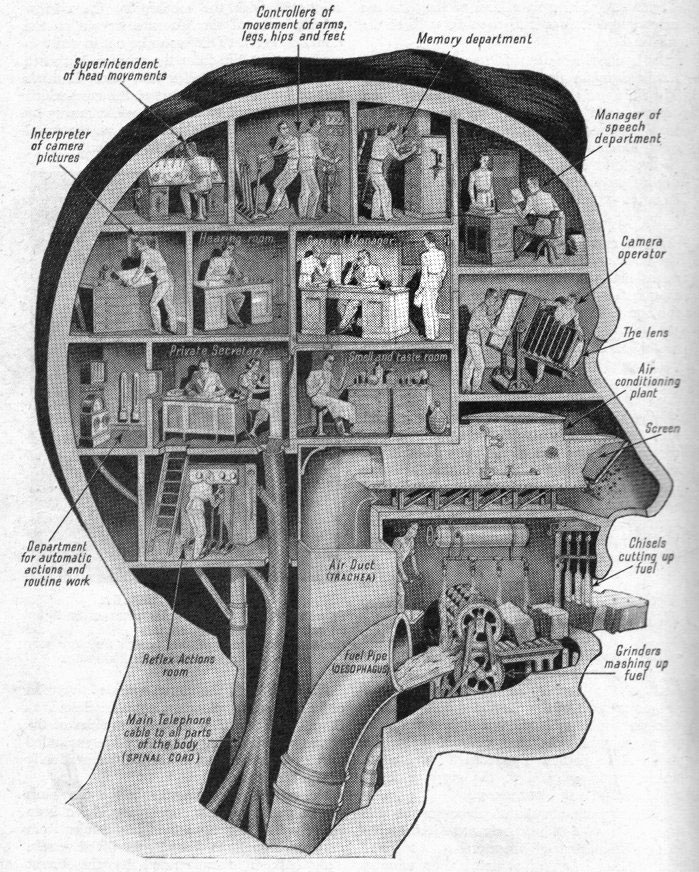 Controllers of
movement of arms,
legs, hips and feet
Memory department
Superintendent
of head movements
Manager of
speech
department
Interpreter
of camera
pictures
Hearing room
General Manager
Camera
operator
The lens
Private Secretary
Smell and taste room
Air
conditioning
plant
Screen
Department
for automatic
actions and
routine work
Air Duct
(TRACHEA)
Chisels
cutting up
fuel
Reflex Actions
room
Fuel Pipe
(OESOPHAGUS)
Grinders
mashing up
fuel
Main Telephone
cable to all parts
of the body
(SPINAL CORD)